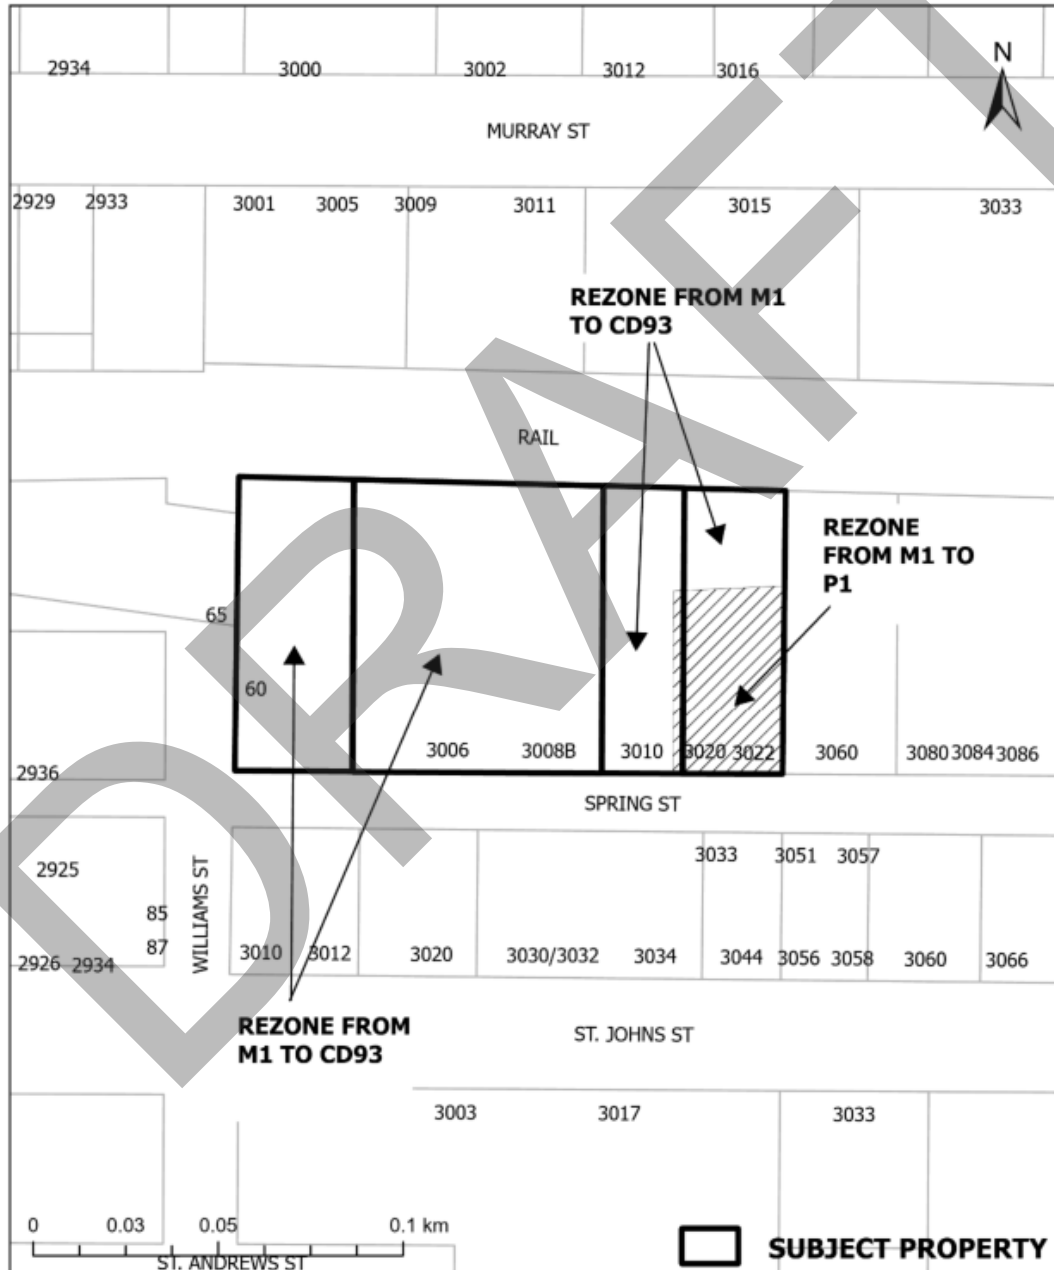 2934 3000 3002 3012 3016
N
MURRAY ST
2929 2933 3001 3005 3009 3011 3015 3033
REZONE FROM M1
TO CD93
RAIL
REZONE
FROM M1 TO
P1
65
60
3006 3008B 3010 3020 3022 3060 3080 3084 3086
2936
SPRING ST
3033 3051 3057
2925
85
WILLIAMS ST
87
2926 2934 3010 3012 3020 3030/3032 3034 3044 3056 3058 3060 3066
REZONE FROM
M1 TO CD93
ST. JOHNS ST
3003 3017 3033
0 0.03 0.05 0.1 km
ST. ANDREWS ST
SUBJECT PROPERTY
DRAFT